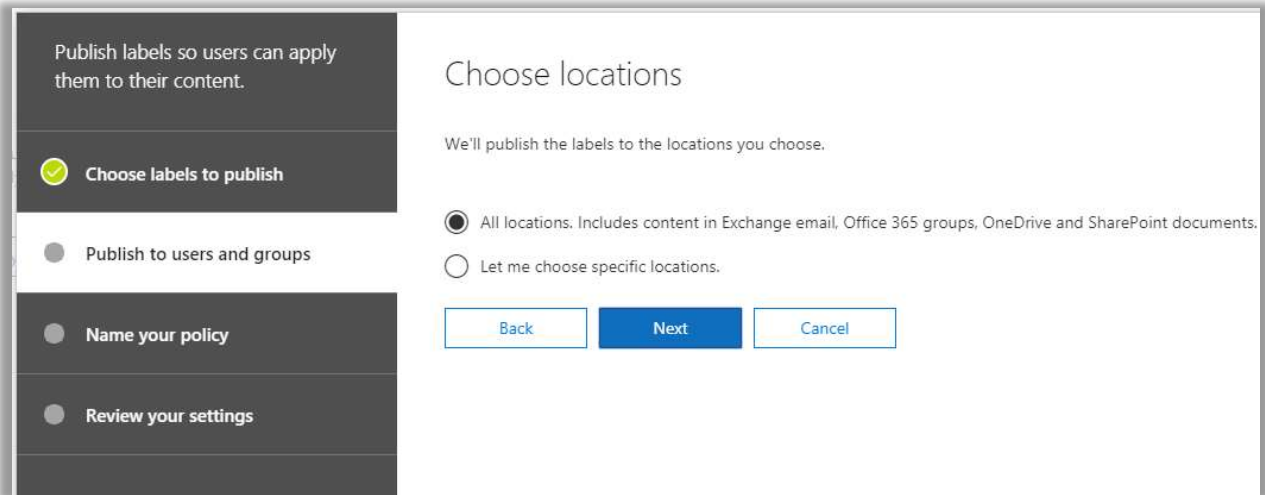 Publish labels so users can apply
them to their content.
Choose labels to publish
Publish to users and groups
Name your policy
Review your settings
Choose locations
We'll publish the labels to the locations you choose.
All locations. Includes content in Exchange email, Office 365 groups, OneDrive and SharePoint documents.
Let me choose specific locations.
Back
Next
Cancel